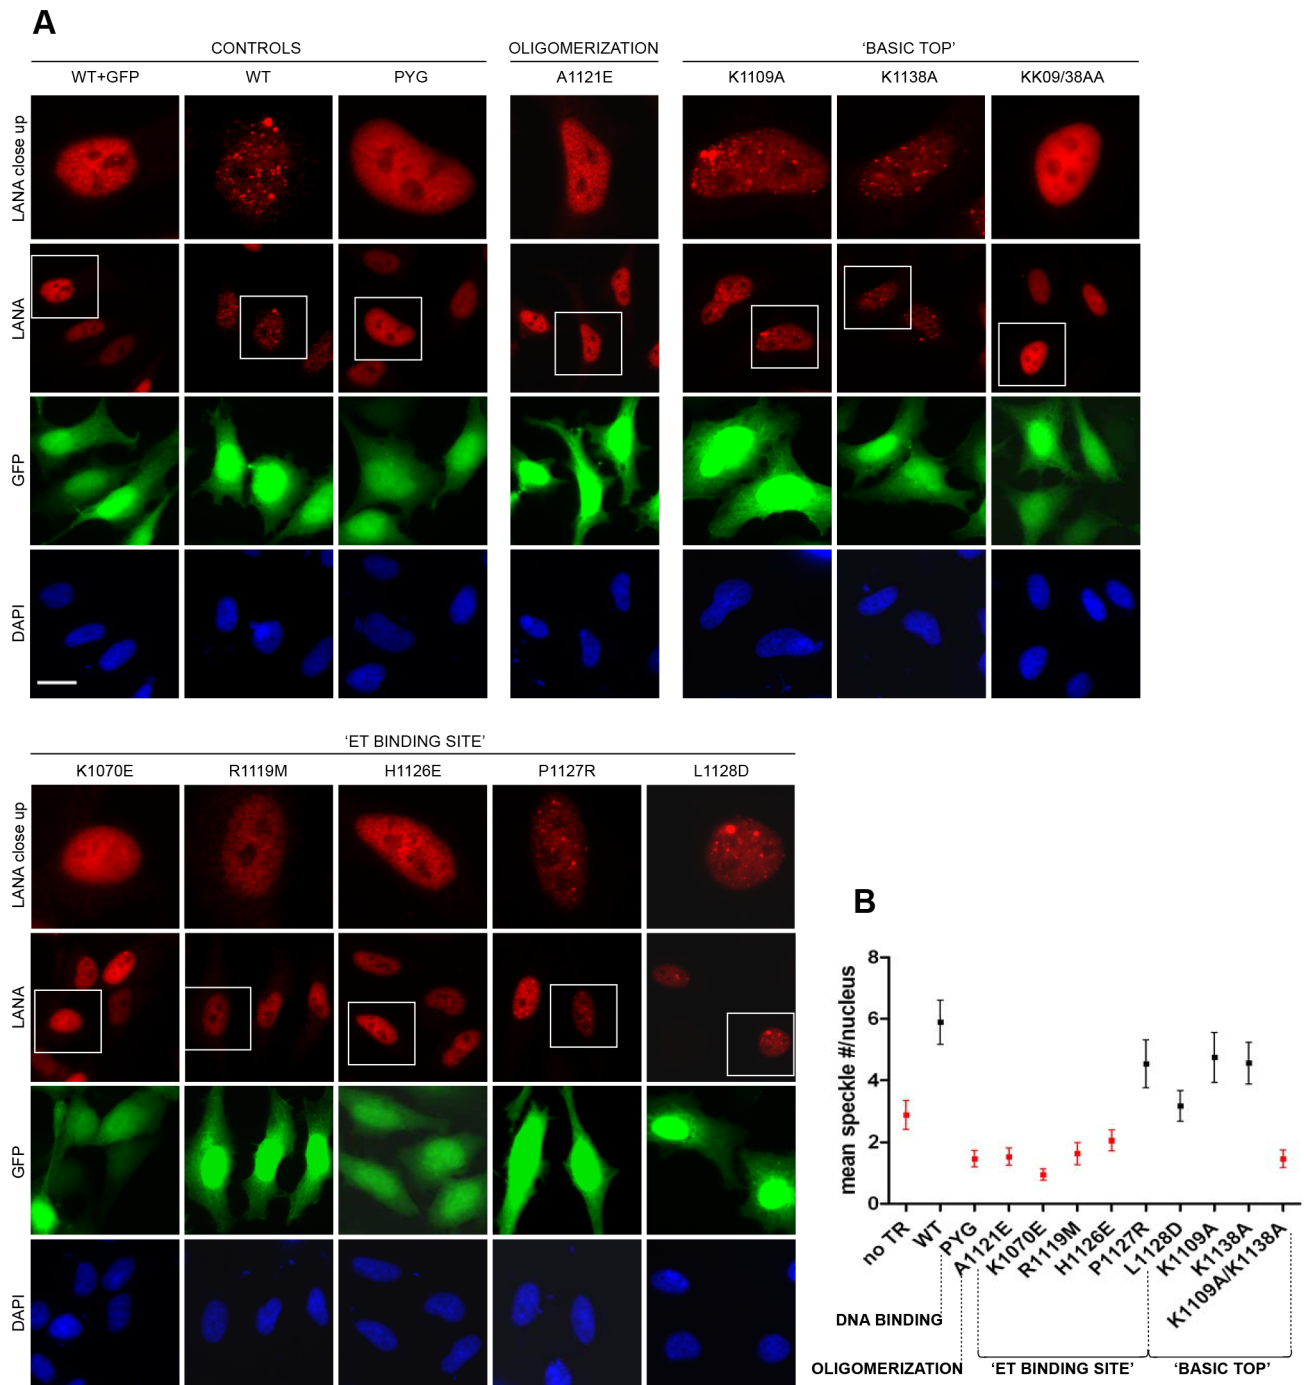 A
CONTROLS
OLIGOMERIZATION
‘BASIC TOP’
WT+GFP
WT
PYG
A1121E
K1109A
K1138A
KK09/38AA
LANA close up
LANA
GFP
DAPI
‘ET BINDING SITE’
K1070E
R1119M
H1126E
P1127R
L1128D
LANA close up
LANA
GFP
DAPI
B
mean speckle #/nucleus
8
6
4
2
0
no TR
WT
PYG
A1121E
K1070E
R1119M
H1126E
P1127R
L1128D
K1109A
K1138A
K1109A/K1138A
DNA BINDING
OLIGOMERIZATION
‘ET BINDING SITE’
‘BASIC TOP’